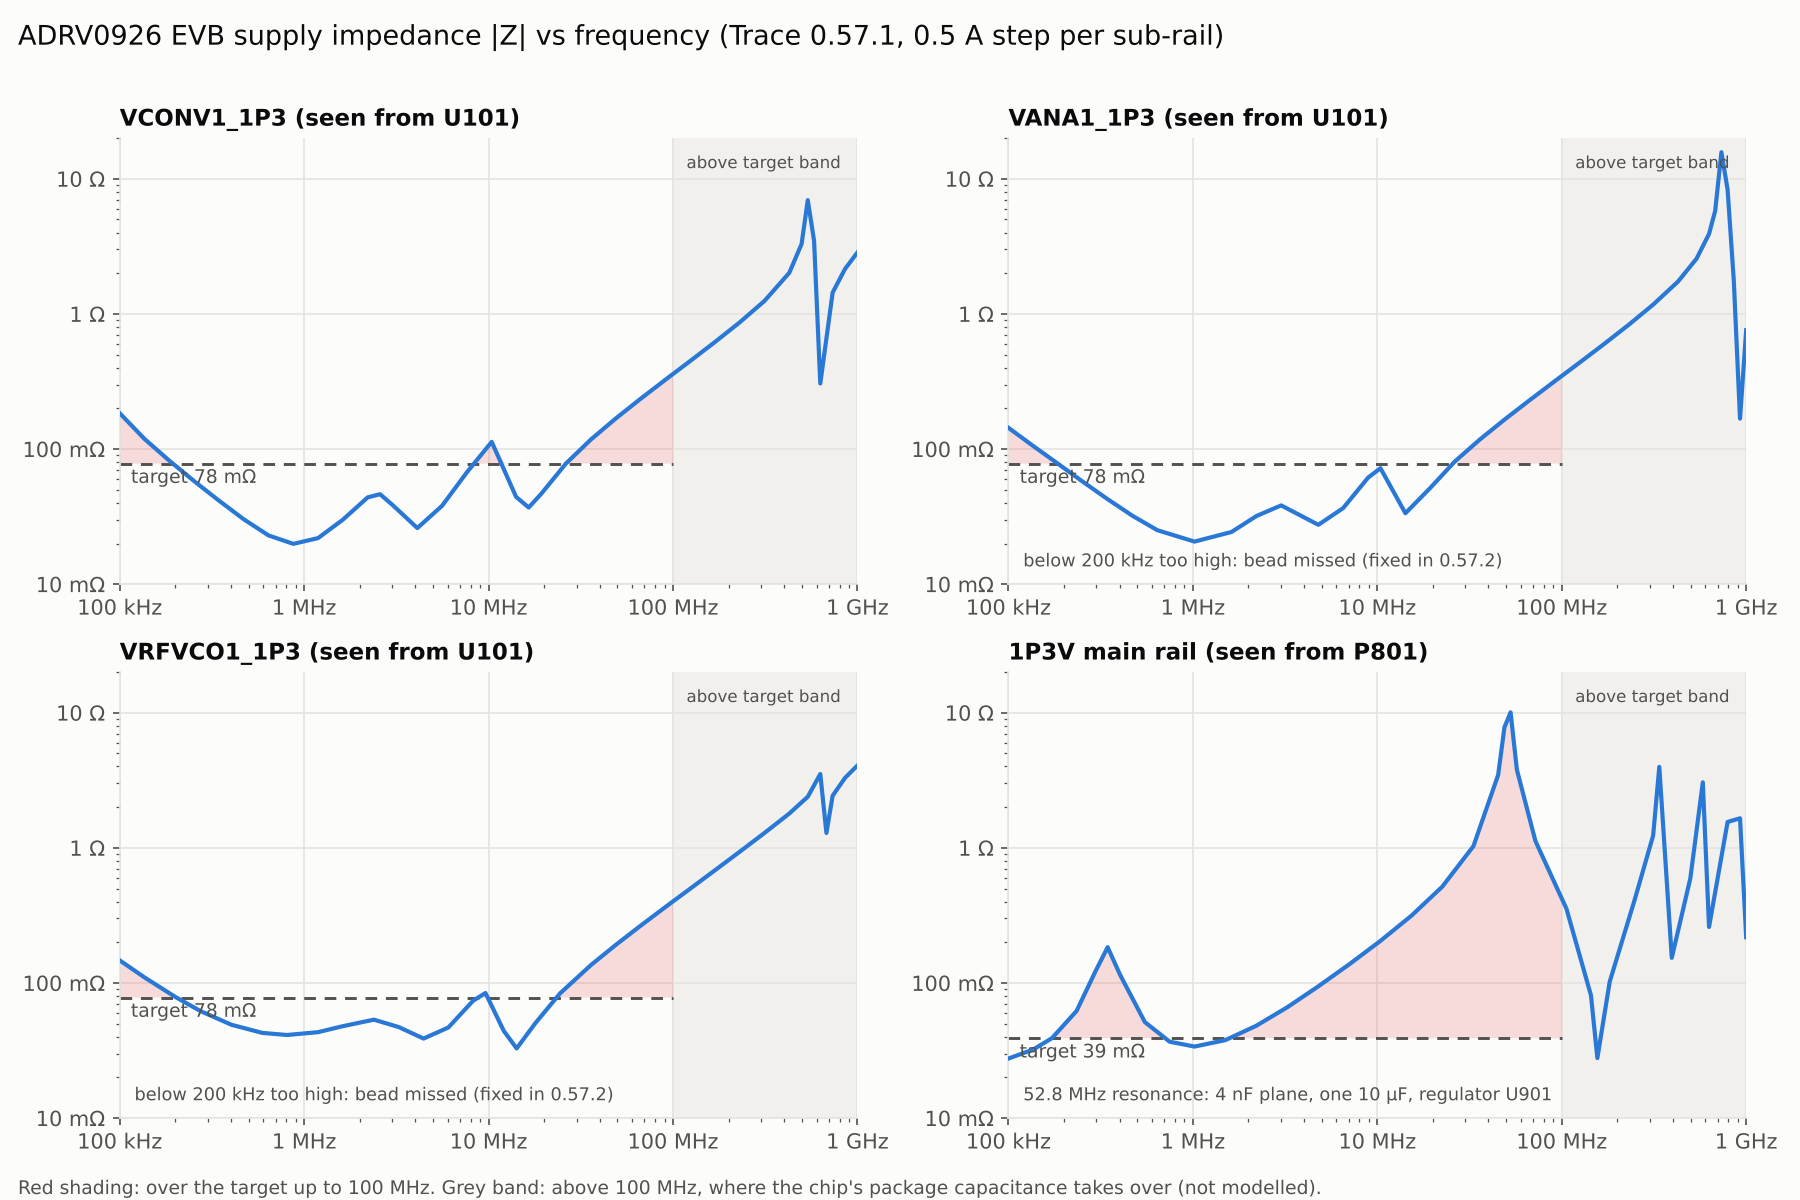 ADRV0926 EVB supply impedance |Z| vs frequency (Trace 0.57.1, 0.5 A step per sub-rail)
VCONV1_1P3 (seen from U101)
above target band
10 Ω
1 Ω
100 mΩ
10 mΩ
target 78 mΩ
100 kHz
1 MHz
10 MHz
100 MHz
1 GHz
VANA1_1P3 (seen from U101)
above target band
10 Ω
1 Ω
100 mΩ
10 mΩ
target 78 mΩ
below 200 kHz too high: bead missed (fixed in 0.57.2)
100 kHz
1 MHz
10 MHz
100 MHz
1 GHz
VRFVCO1_1P3 (seen from U101)
above target band
10 Ω
1 Ω
100 mΩ
10 mΩ
target 78 mΩ
below 200 kHz too high: bead missed (fixed in 0.57.2)
100 kHz
1 MHz
10 MHz
100 MHz
1 GHz
1P3V main rail (seen from P801)
above target band
10 Ω
1 Ω
100 mΩ
10 mΩ
target 39 mΩ
52.8 MHz resonance: 4 nF plane, one 10 µF, regulator U901
100 kHz
1 MHz
10 MHz
100 MHz
1 GHz
Red shading: over the target up to 100 MHz. Grey band: above 100 MHz, where the chip's package capacitance takes over (not modelled).